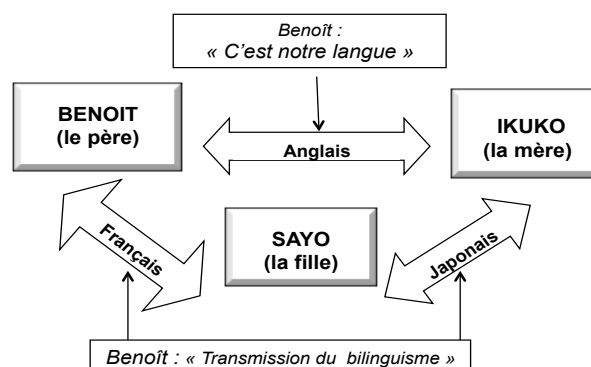 Benoît :
« C’est notre langue »
BENOIT
(le père)
Anglais
IKUKO
(la mère)
Français
SAYO
(la fille)
Japonais
Benoît : « Transmission du bilinguisme »